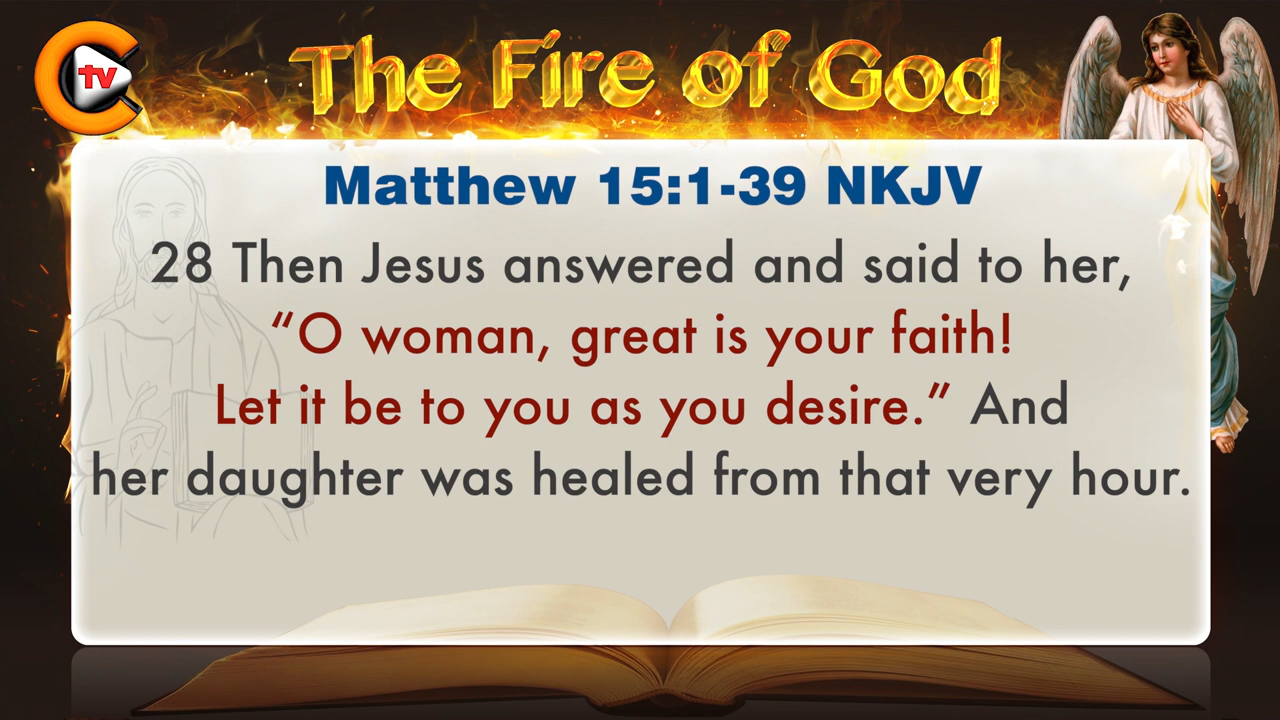 tv
The Fire of God
Matthew 15:1-39 NKJV
28 Then Jesus answered and said to her,
“O woman, great is your faith!
Let it be to you as you desire.” And
her daughter was healed from that very hour.